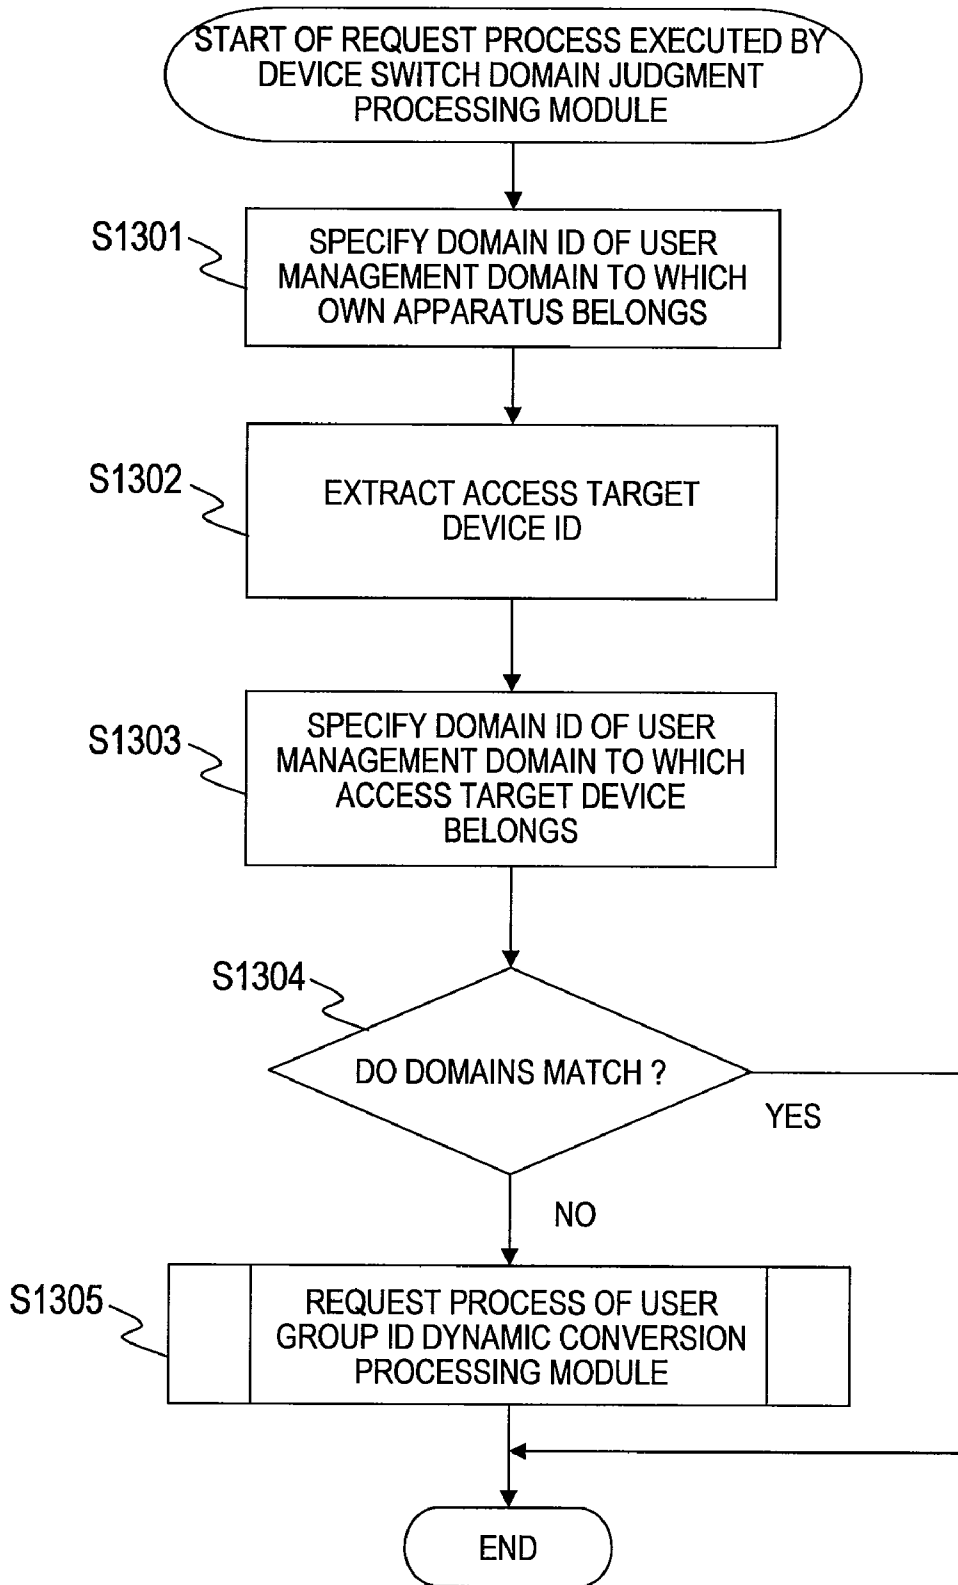 START OF REQUEST PROCESS EXECUTED BY
DEVICE SWITCH DOMAIN JUDGMENT
PROCESSING MODULE
S1301
SPECIFY DOMAIN ID OF USER
MANAGEMENT DOMAIN TO WHICH
OWN APPARATUS BELONGS
S1302
EXTRACT ACCESS TARGET
DEVICE ID
S1303
SPECIFY DOMAIN ID OF USER
MANAGEMENT DOMAIN TO WHICH
ACCESS TARGET DEVICE
BELONGS
S1304
DO DOMAINS MATCH ?
YES
NO
S1305
REQUEST PROCESS OF USER
GROUP ID DYNAMIC CONVERSION
PROCESSING MODULE
END